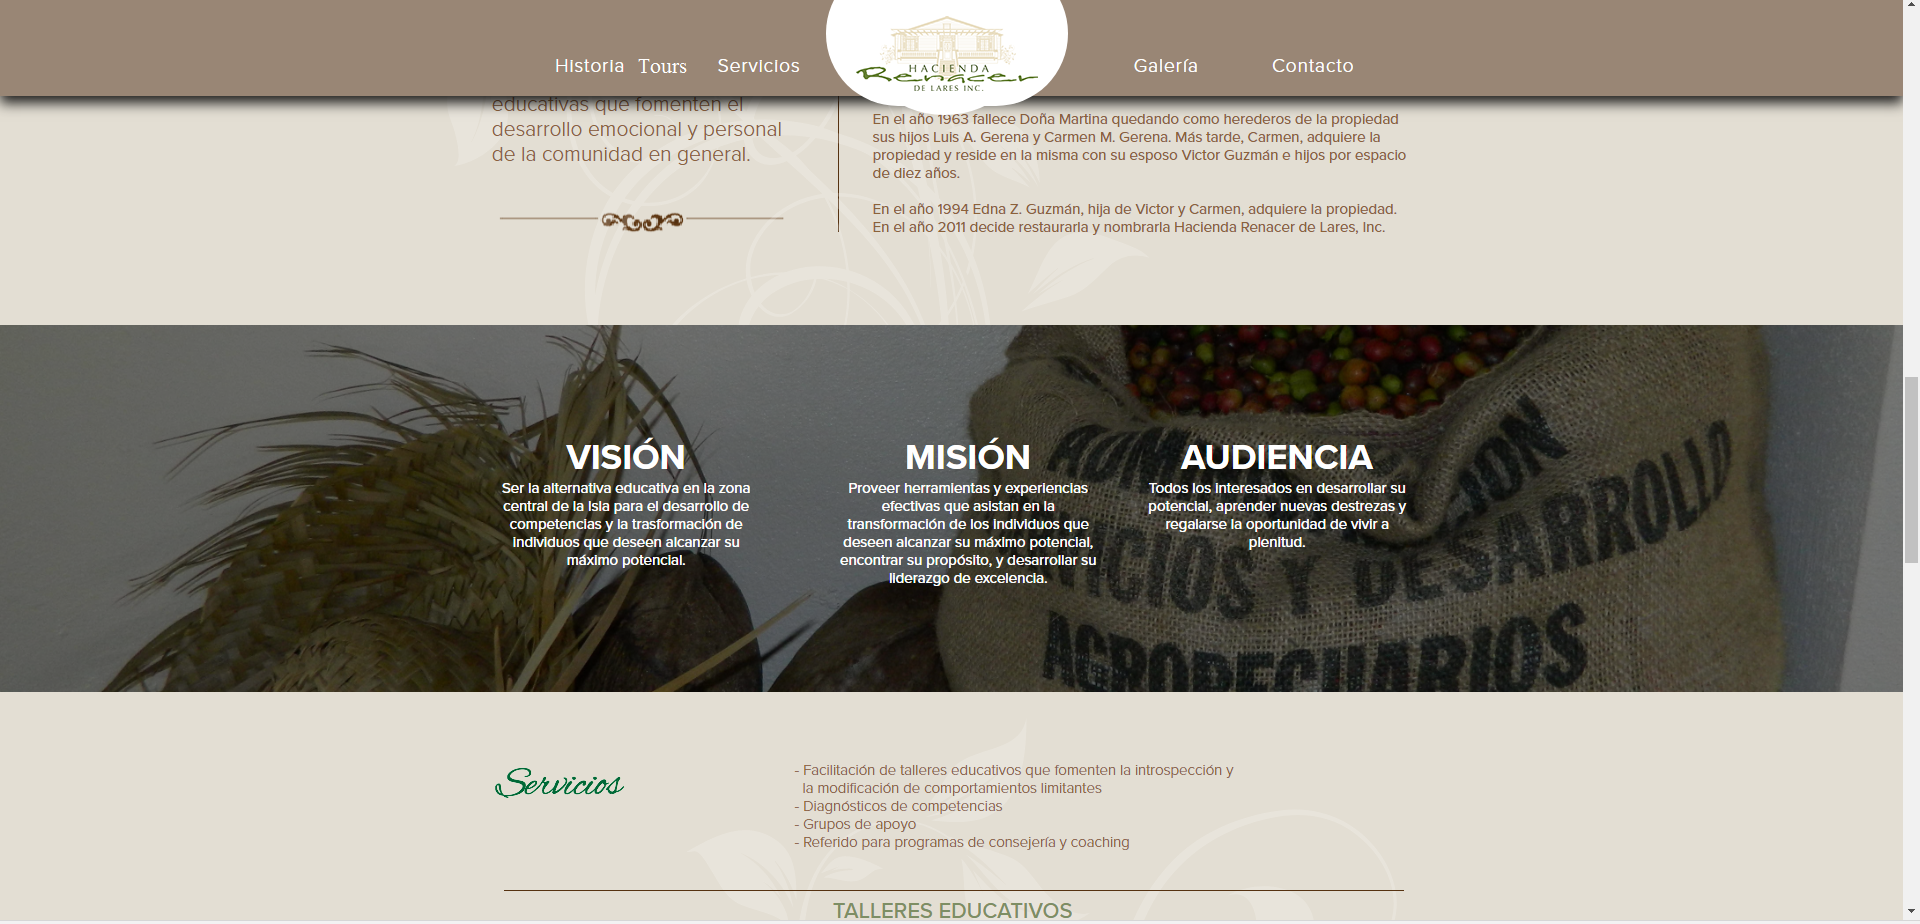 Historia Tours Servicios
HACIENDA
Renacer
DE LARES INC.
Galería Contacto
educativas que fomenten el
desarrollo emocional y personal
de la comunidad en general.
En el año 1963 fallece Doña Martina quedando como herederos de la propiedad
sus hijos Luis A. Gerena y Carmen M. Gerena. Más tarde, Carmen, adquiere la
propiedad y reside en la misma con su esposo Victor Guzmán e hijos por espacio
de diez años.
En el año 1994 Edna Z. Guzmán, hija de Victor y Carmen, adquiere la propiedad.
En el año 2011 decide restaurarla y nombrarla Hacienda Renacer de Lares, Inc.
VISIÓN
Ser la alternativa educativa en la zona
central de la Isla para el desarrollo de
competencias y la trasformación de
individuos que deseen alcanzar su
máximo potencial.
MISIÓN
Proveer herramientas y experiencias
efectivas que asistan en la
transformación de los individuos que
deseen alcanzar su máximo potencial,
encontrar su propósito, y desarrollar su
liderazgo de excelencia.
AUDIENCIA
Todos los interesados en desarrollar su
potencial, aprender nuevas destrezas y
regalarse la oportunidad de vivir a
plenitud.
Y DESARROLLO
AGROPECUARIOS
Servicios
- Facilitación de talleres educativos que fomenten la introspección y
la modificación de comportamientos limitantes
- Diagnósticos de competencias
- Grupos de apoyo
- Referido para programas de consejería y coaching
TALLERES EDUCATIVOS